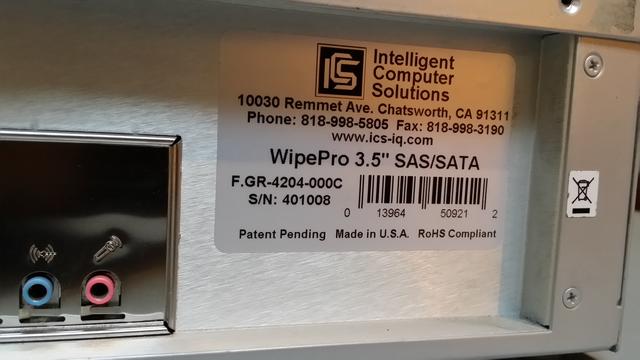 ICS
Intelligent
Computer
Solutions
10030 Remmet Ave. Chatsworth, CA 91311
Phone: 818-998-5805 Fax: 818-998-3190
www.ics-iq.com
WipePro 3.5" SAS/SATA
F.GR-4204-000C
S/N: 401008
0 13964 50921 2
Patent Pending Made in U.S.A. RoHS Compliant